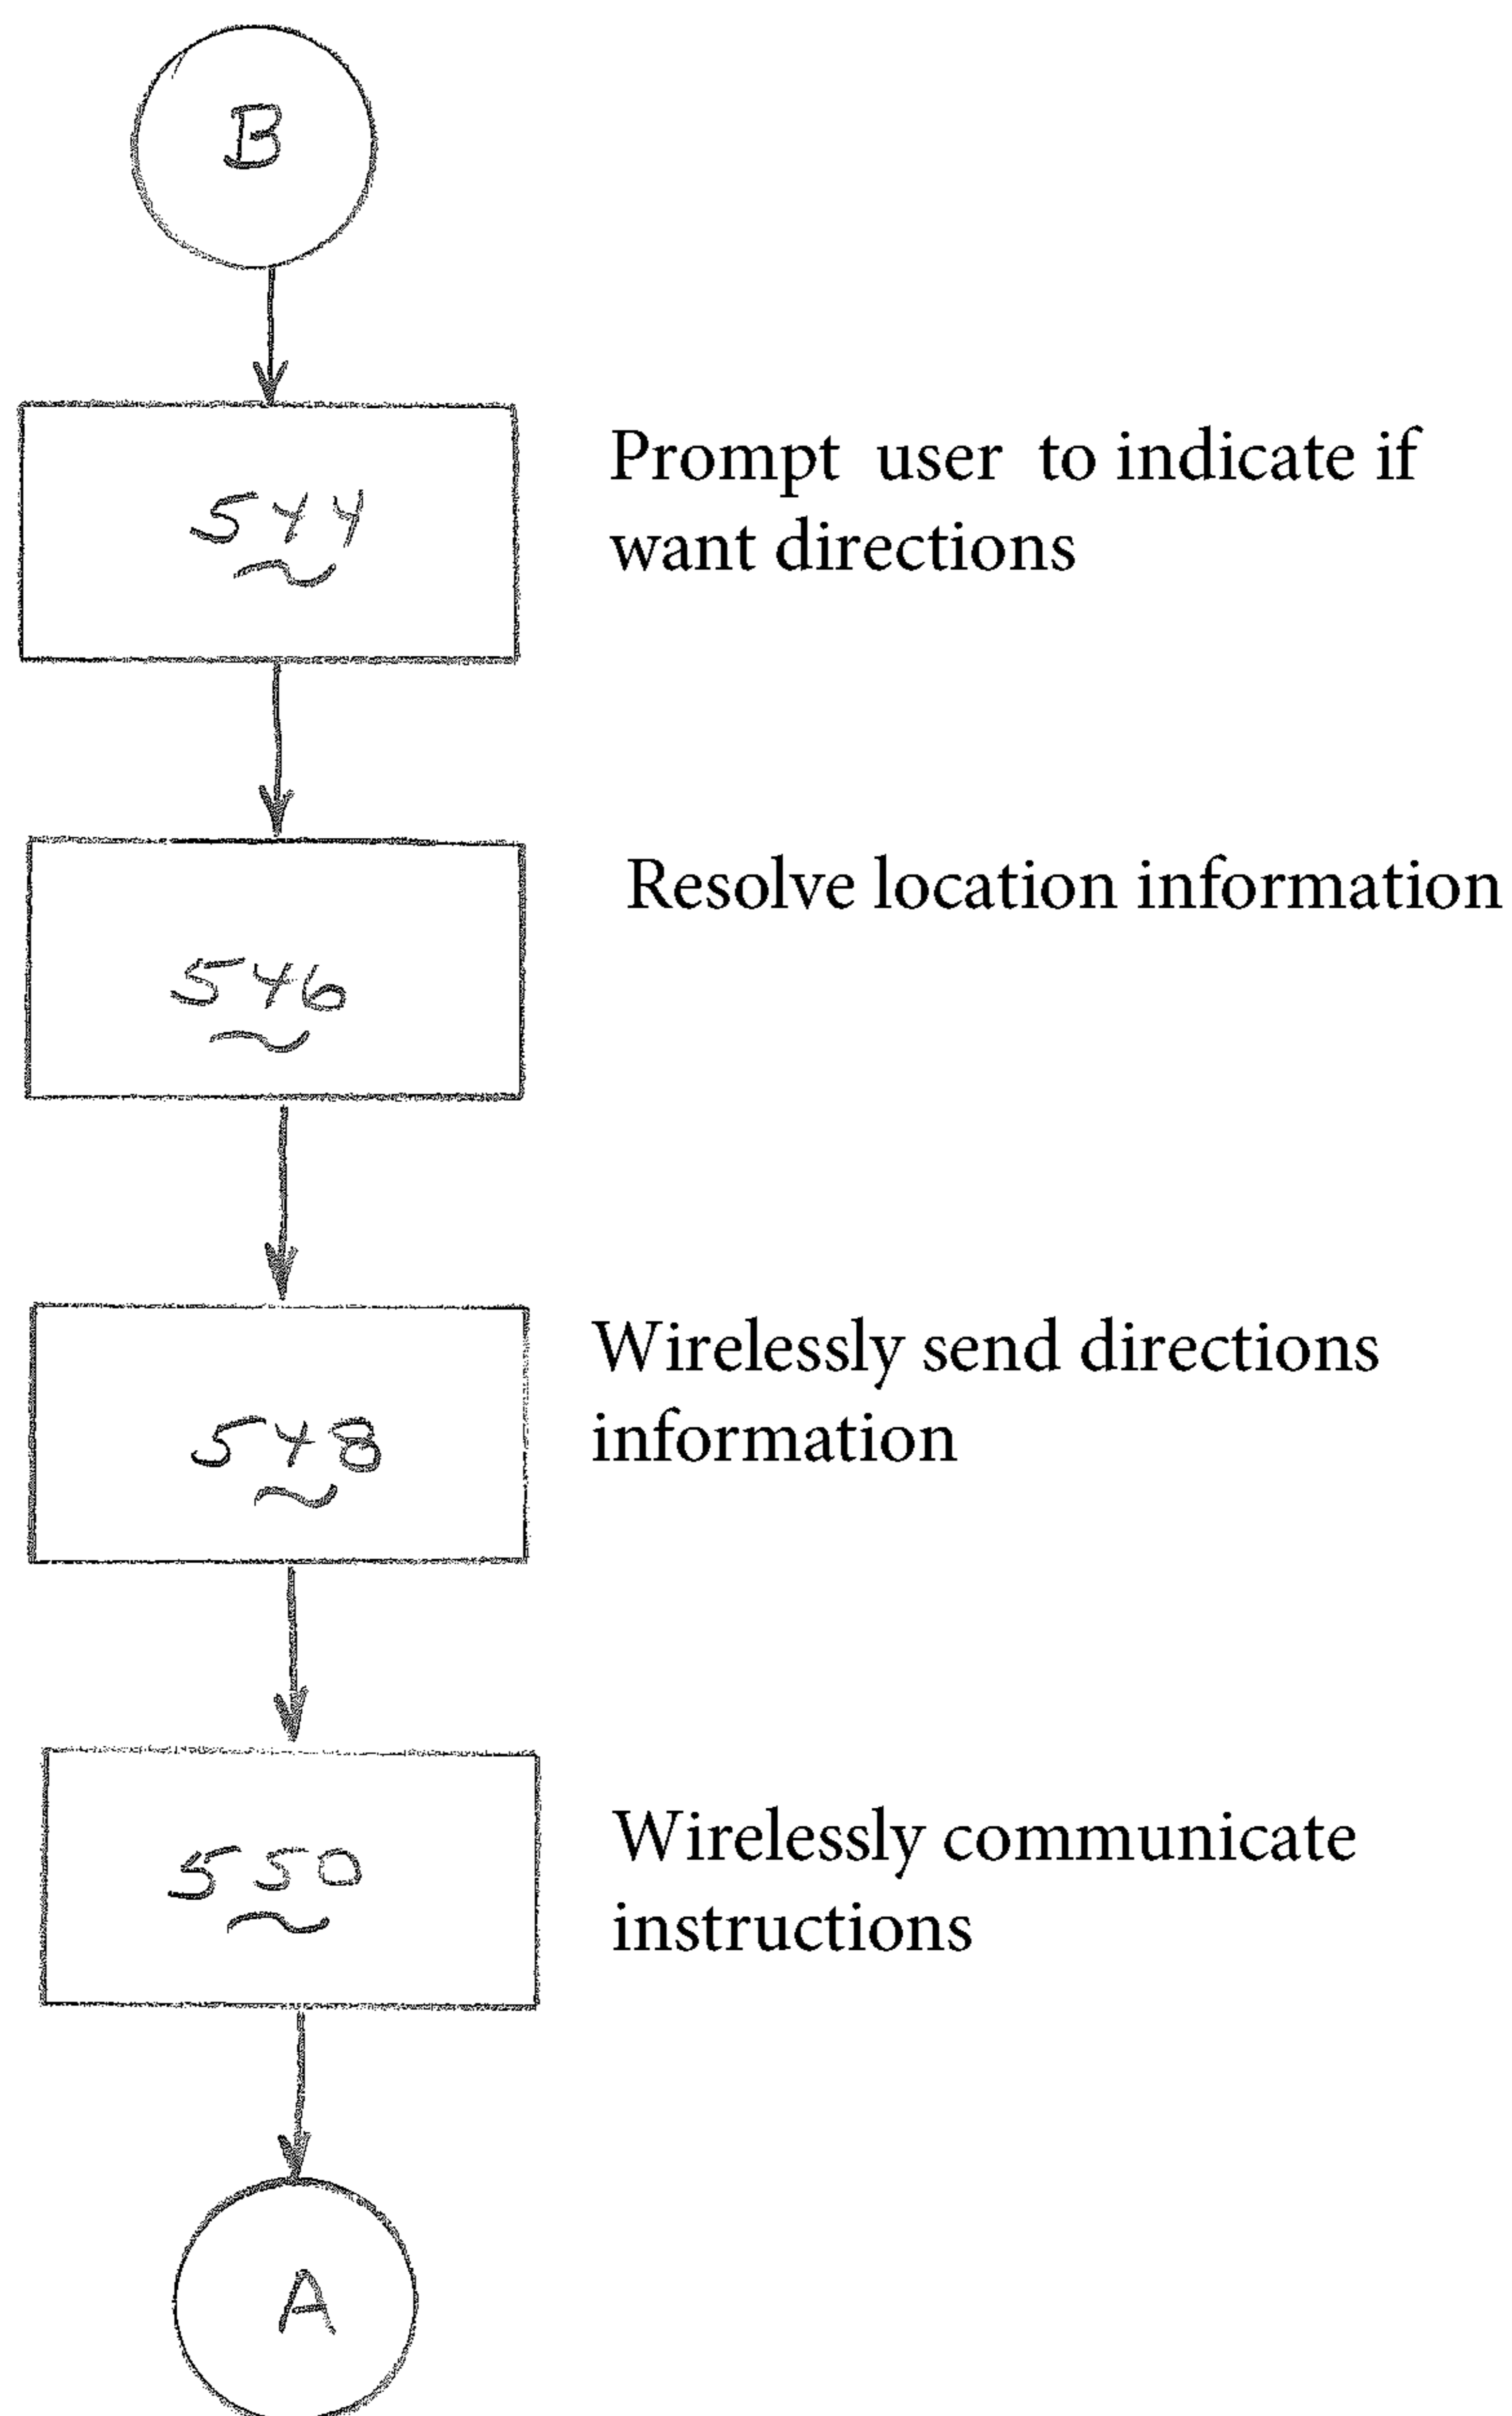 B
544
Prompt user to indicate if
want directions
Resolve location information
546
Wirelessly send directions
information
548
Wirelessly communicate
instructions
550
A